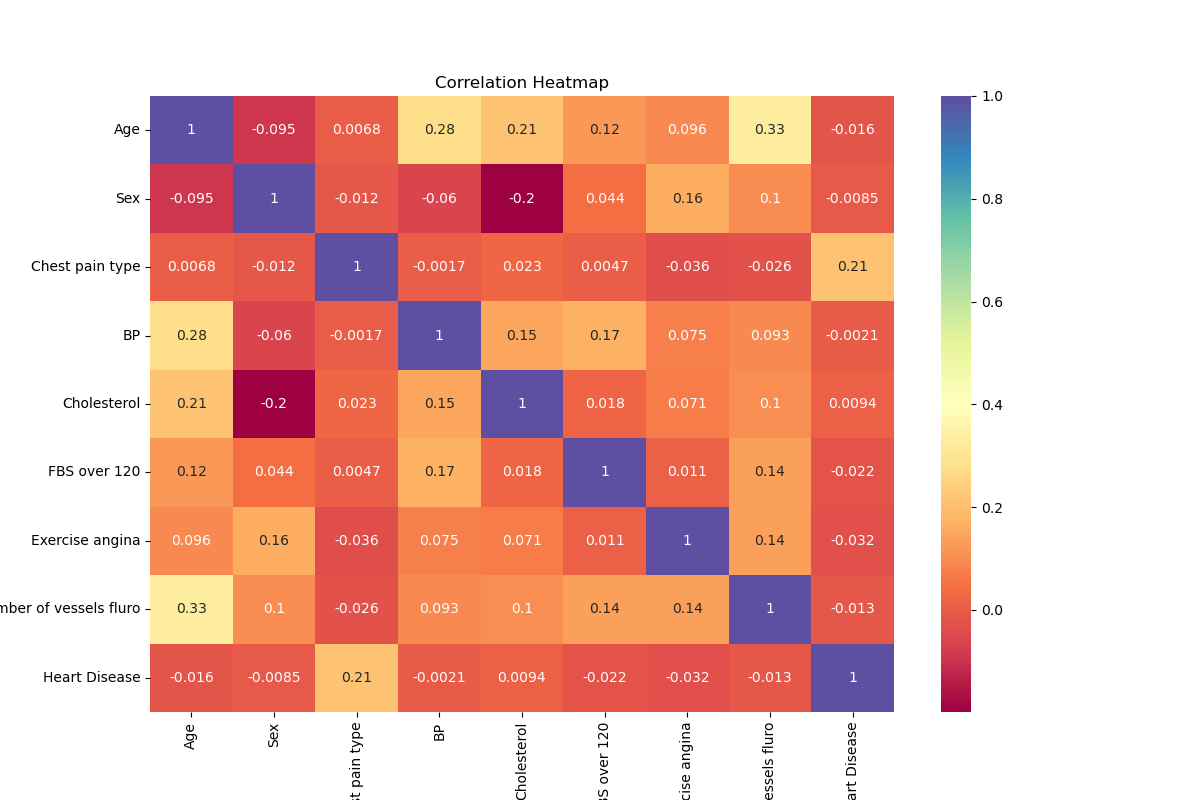 Correlation Heatmap
Age 1 -0.095 0.0068 0.28 0.21 0.12 0.096 0.33 -0.016
Sex -0.095 1 -0.012 -0.06 -0.2 0.044 0.16 0.1 -0.0085
Chest pain type 0.0068 -0.012 1 -0.0017 0.023 0.0047 -0.036 -0.026 0.21
BP 0.28 -0.06 -0.0017 1 0.15 0.17 0.075 0.093 -0.0021
Cholesterol 0.21 -0.2 0.023 0.15 1 0.018 0.071 0.1 0.0094
FBS over 120 0.12 0.044 0.0047 0.17 0.018 1 0.011 0.14 -0.022
Exercise angina 0.096 0.16 -0.036 0.075 0.071 0.011 1 0.14 -0.032
mber of vessels fluro 0.33 0.1 -0.026 0.093 0.1 0.14 0.14 1 -0.013
Heart Disease -0.016 -0.0085 0.21 -0.0021 0.0094 -0.022 -0.032 -0.013 1
Age
Sex
st pain type
BP
Cholesterol
BS over 120
cise angina
essels fluro
art Disease
1.0
0.8
0.6
0.4
0.2
0.0